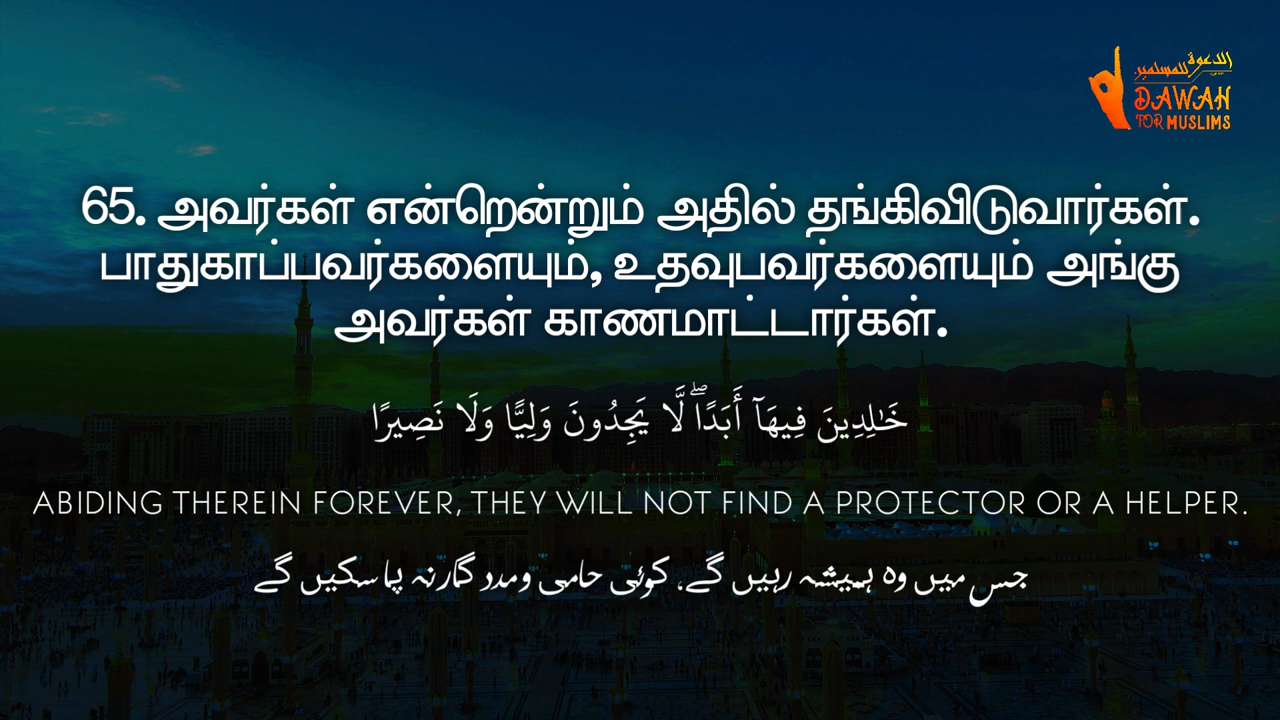 الدعوة للمسلمين
DAWAH
FOR MUSLIMS
65. அவர்கள் என்றென்றும் அதில் தங்கிவிடுவார்கள்.
பாதுகாப்பவர்களையும், உதவுபவர்களையும் அங்கு
அவர்கள் காணமாட்டார்கள்.
خَـٰلِدِينَ فِيهَآ أَبَدًا ۖ لَّا يَجِدُونَ وَلِيًّا وَلَا نَصِيرًا
ABIDING THEREIN FOREVER, THEY WILL NOT FIND A PROTECTOR OR A HELPER.
جس میں وہ ہمیشہ رہیں گے، کوئی حامی و مدد گار نہ پا سکیں گے